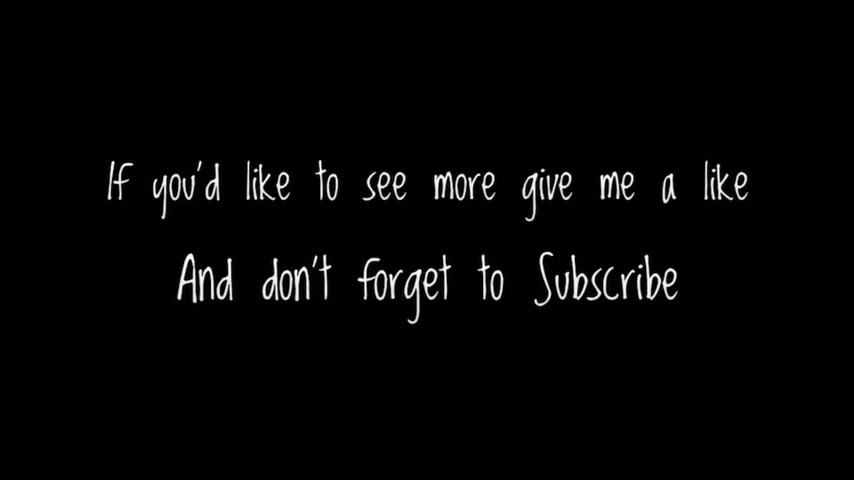 If you'd like to see more give me a like
And don't forget to Subscribe